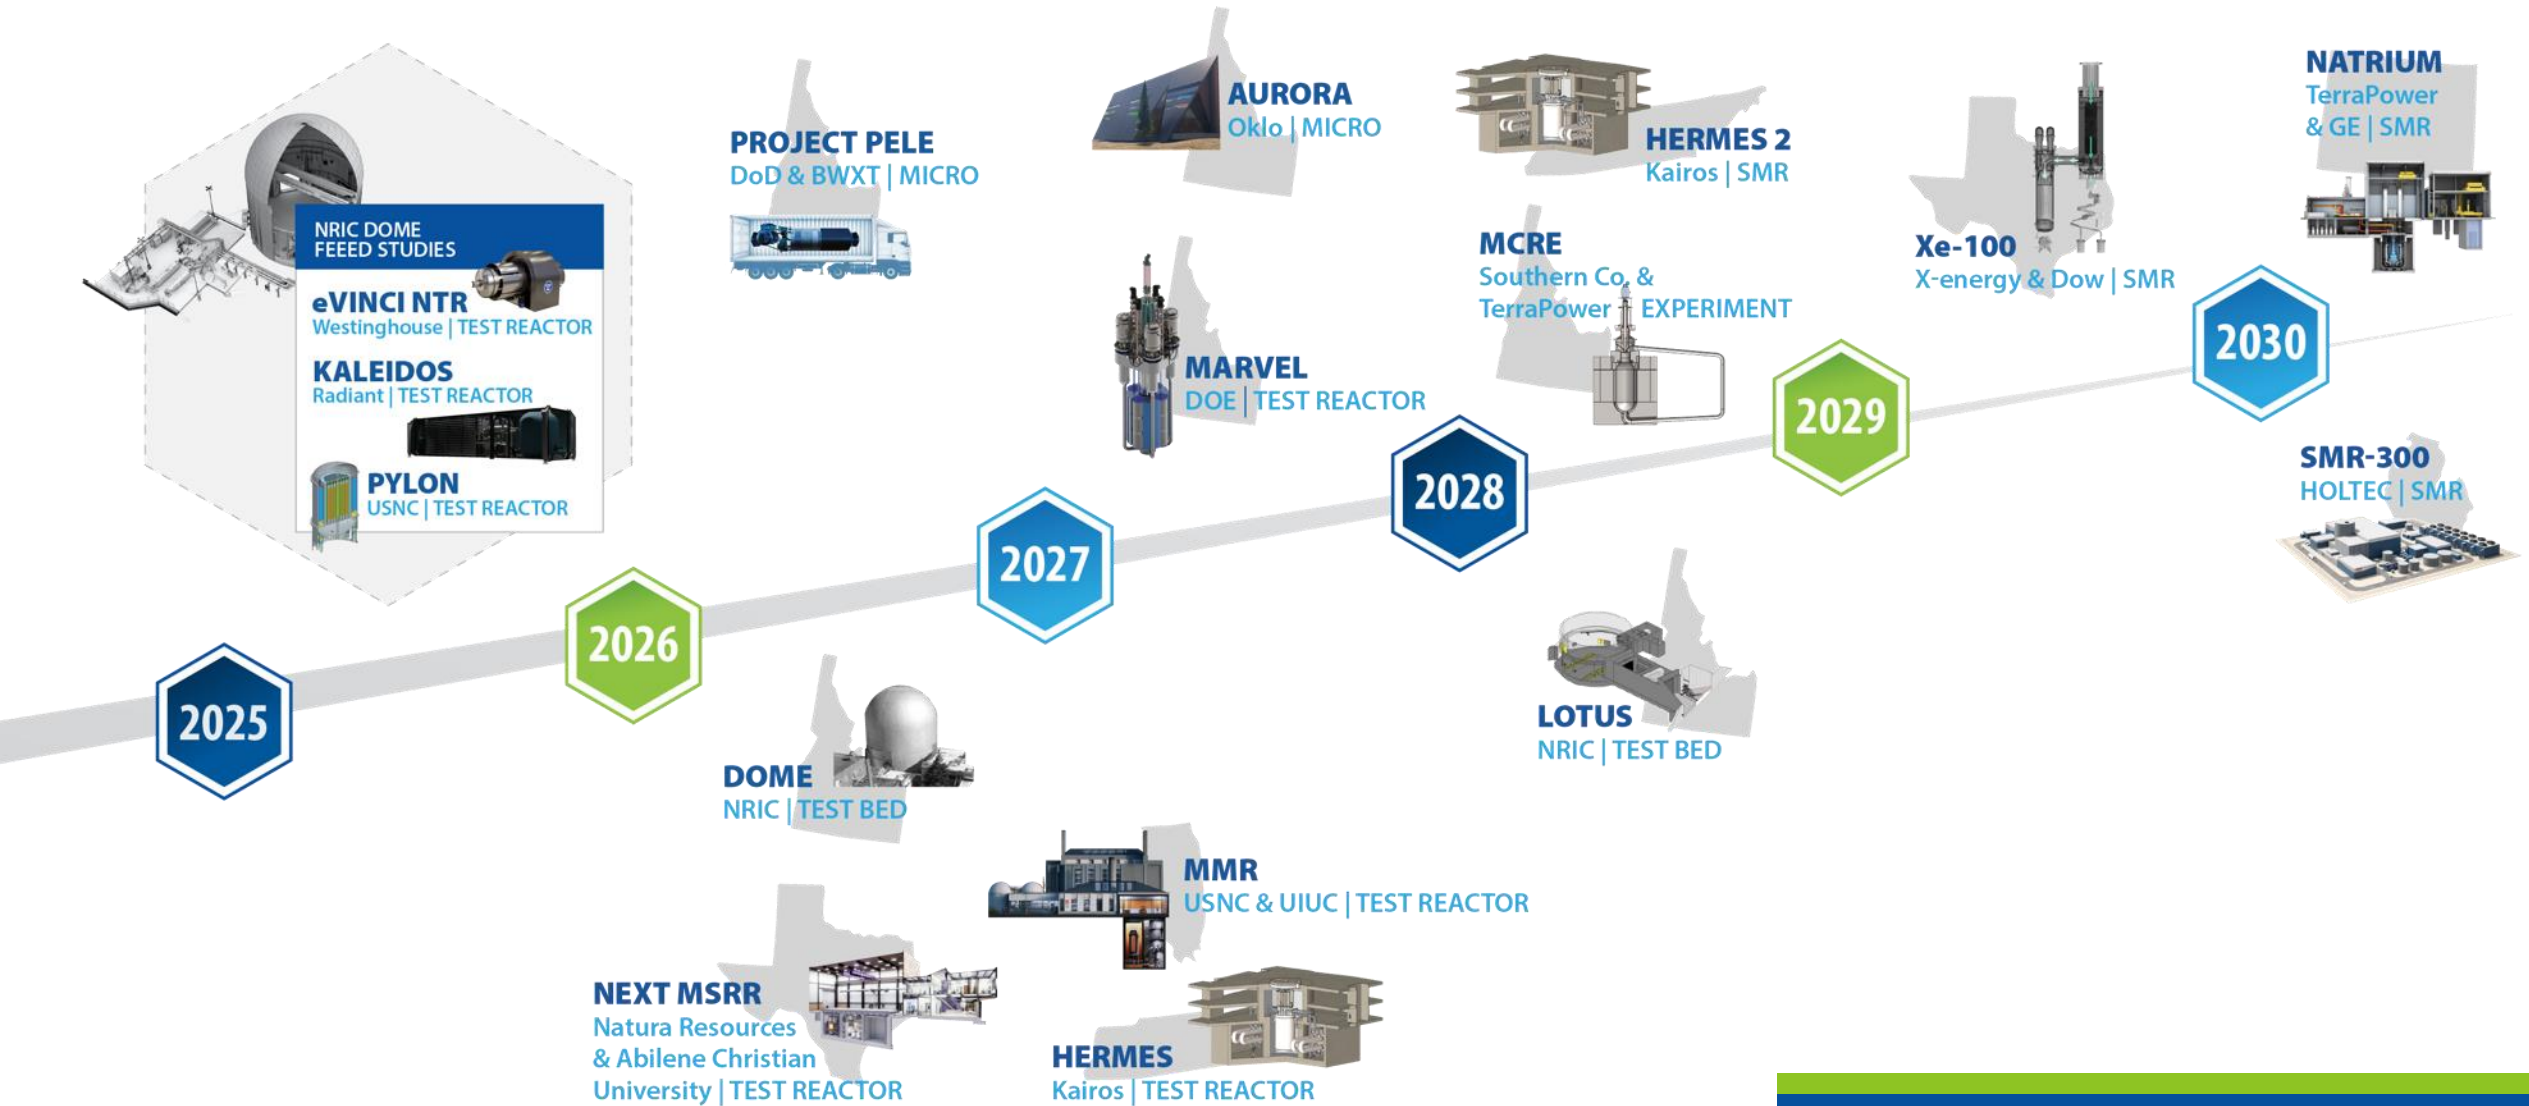 NRIC DOME
FEEED STUDIES
eVINCI NTR
Westinghouse | TEST REACTOR
KALEIDOS
Radiant | TEST REACTOR
PYLON
USNC | TEST REACTOR
PROJECT PELE
DoD & BWXT | MICRO
AURORA
Oklo | MICRO
MARVEL
DOE | TEST REACTOR
HERMES 2
Kairos | SMR
MCRE
Southern Co. &
TerraPower | EXPERIMENT
Xe-100
X-energy & Dow | SMR
NATRIUM
TerraPower
& GE | SMR
2025
2026
2027
2028
2029
2030
SMR-300
HOLTEC | SMR
LOTUS
NRIC | TEST BED
DOME
NRIC | TEST BED
MMR
USNC & UIUC | TEST REACTOR
NEXT MSRR
Natura Resources
& Abilene Christian
University | TEST REACTOR
HERMES
Kairos | TEST REACTOR